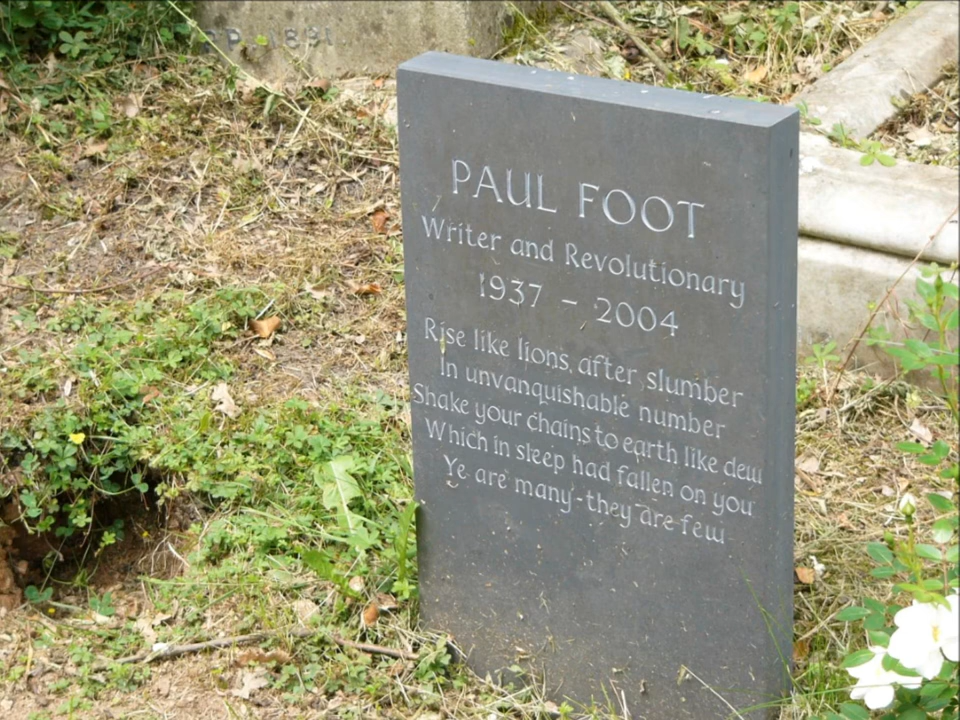 PAUL FOOT
Writer and Revolutionary
1937 - 2004
Rise like lions, after slumber
In unvanquishable number
Shake your chains to earth like dew
Which in sleep had fallen on you
Ye are many-they are few